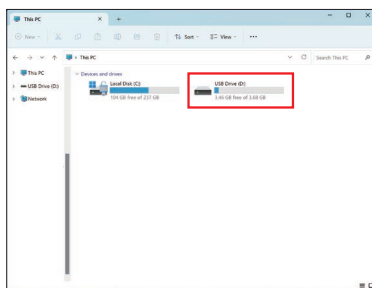 This PC
New
Sort
View
This PC
Search This PC
This PC
Devices and drives
USB Drive (D:)
Network
Local Disk (C:)
104 GB free of 237 GB
USB Drive (D:)
3.46 GB free of 3.68 GB